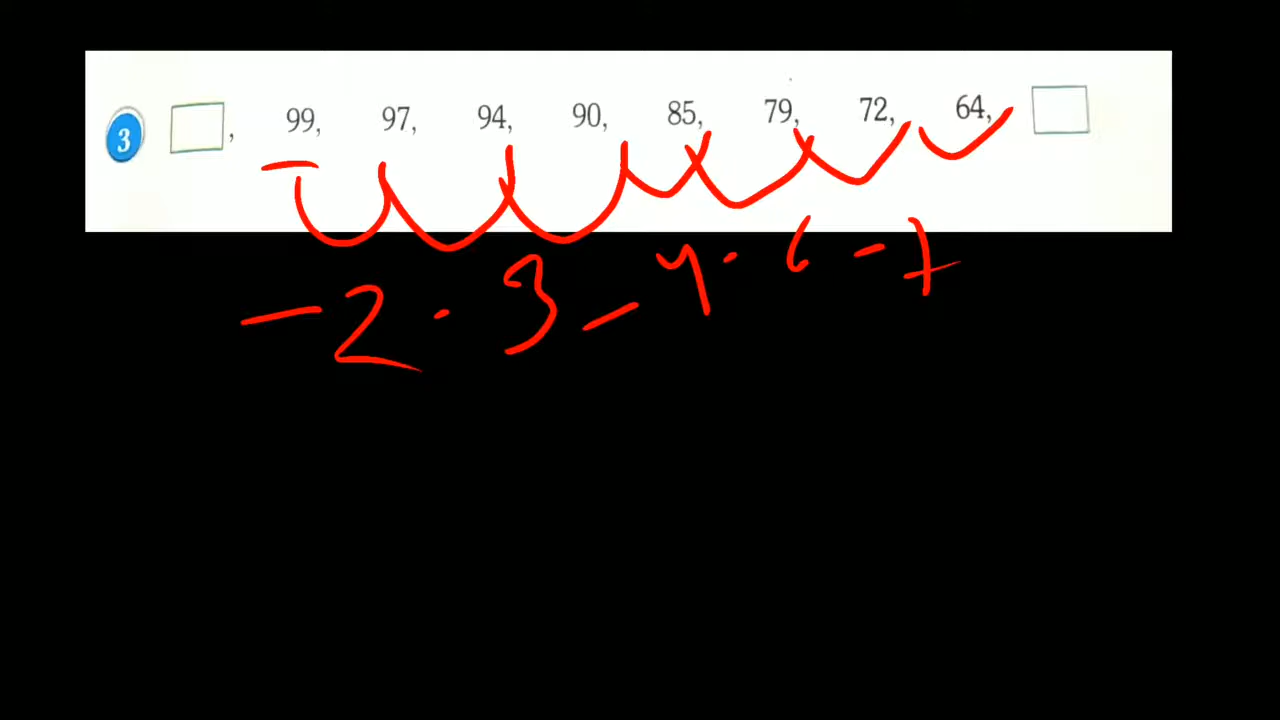 3 , 99, 97, 94, 90, 85, 79, 72, 64,
- 2 - 3 - 4 - 6 - 7